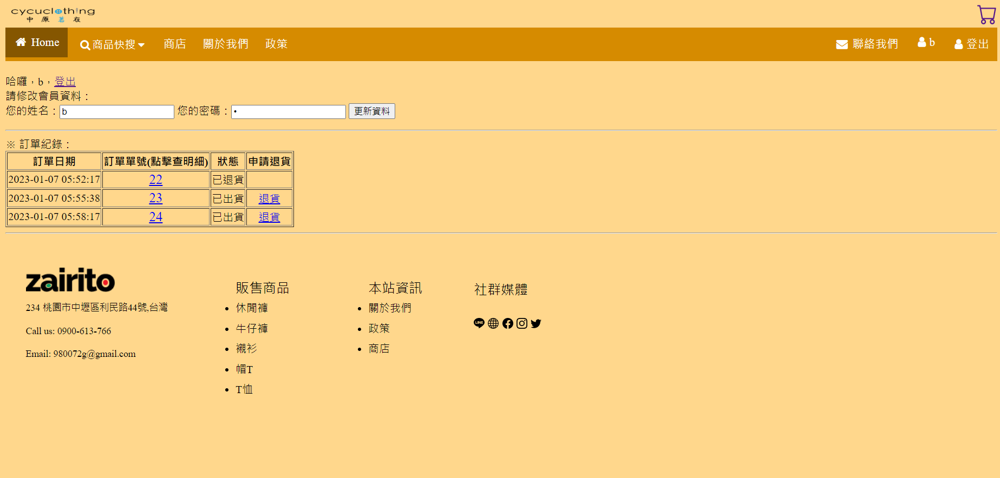 cycuclothing
中 原 慕 夜
Home 商品快搜 商店 關於我們 政策 聯絡我們 b 登出
哈囉，b，登出
請修改會員資料：
您的姓名：b 您的密碼：• 更新資料
※ 訂單紀錄：
訂單日期 訂單單號(點擊查明細) 狀態 申請退貨
2023-01-07 05:52:17 22 已退貨
2023-01-07 05:55:38 23 已出貨 退貨
2023-01-07 05:58:17 24 已出貨 退貨
zairito
234 桃園市中壢區利民路44號,台灣
Call us: 0900-613-766
Email: 980072g@gmail.com
販售商品
休閒褲
牛仔褲
襯衫
帽T
T恤
本站資訊
關於我們
政策
商店
社群媒體
LINE